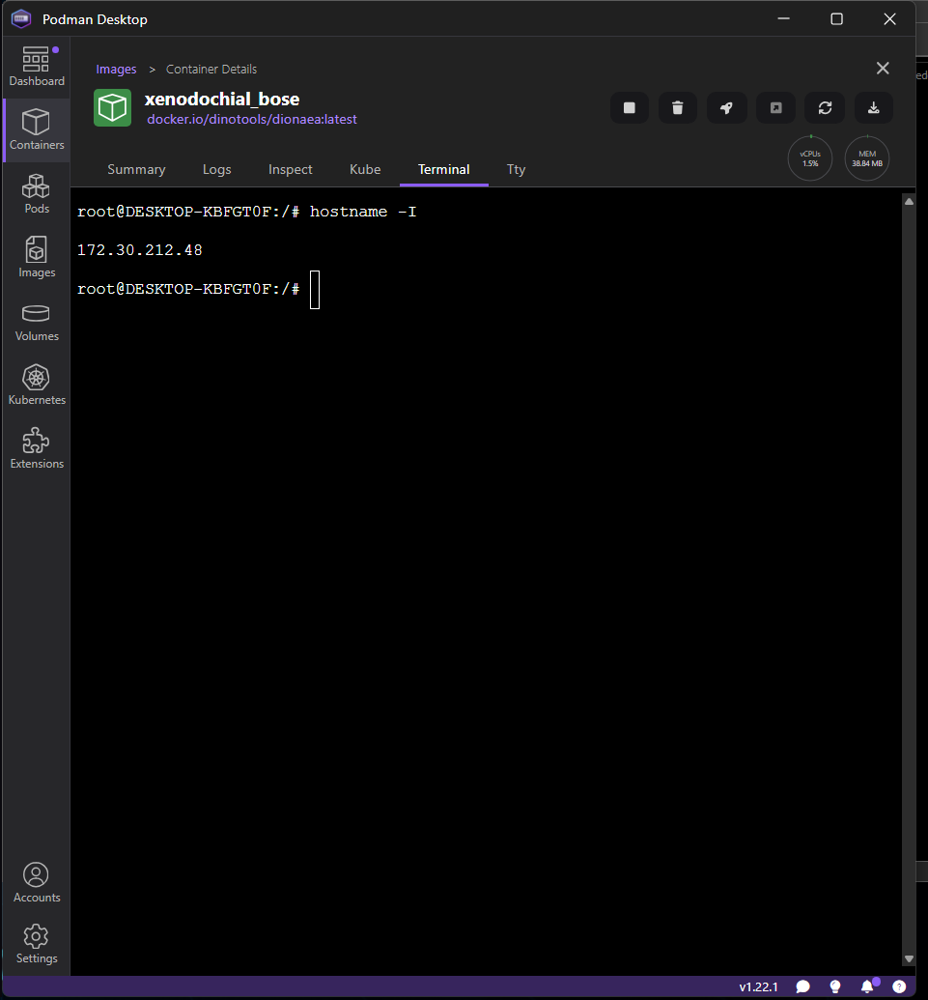 Podman Desktop
Dashboard
Containers
Pods
Images
Volumes
Kubernetes
Extensions
Accounts
Settings
Images > Container Details
xenodochial_bose
docker.io/dinotools/dionaea:latest
vCPUs
1.5%
MEM
38.84 MB
Summary Logs Inspect Kube Terminal Tty
root@DESKTOP-KBFGT0F:/# hostname -I
172.30.212.48
root@DESKTOP-KBFGT0F:/#
v1.22.1
ed